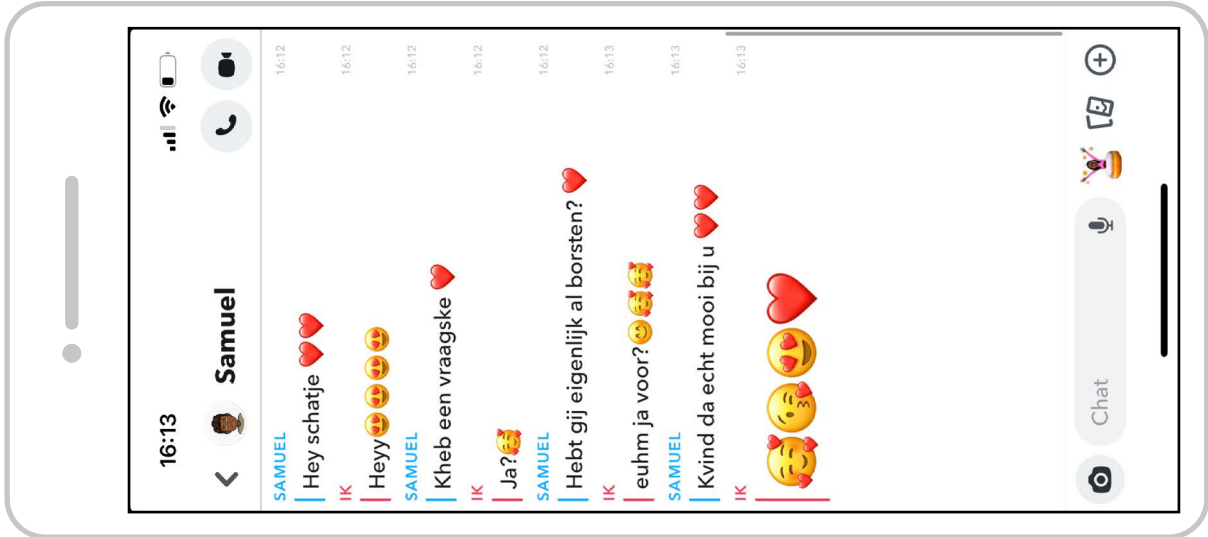 16:13
Samuel
SAMUEL 16:12
Hey schatje ❤️❤️
IK 16:12
Heyy😍😍😍😍
SAMUEL 16:12
Kheb een vraagske ❤️
IK 16:12
Ja?🥰
SAMUEL 16:12
Hebt gij eigenlijk al borsten? ❤️
IK 16:13
euhm ja voor?🙂🥰🥰
SAMUEL 16:13
Kvind da echt mooi bij u ❤️❤️
IK 16:13
🥰😘😍❤️
Chat